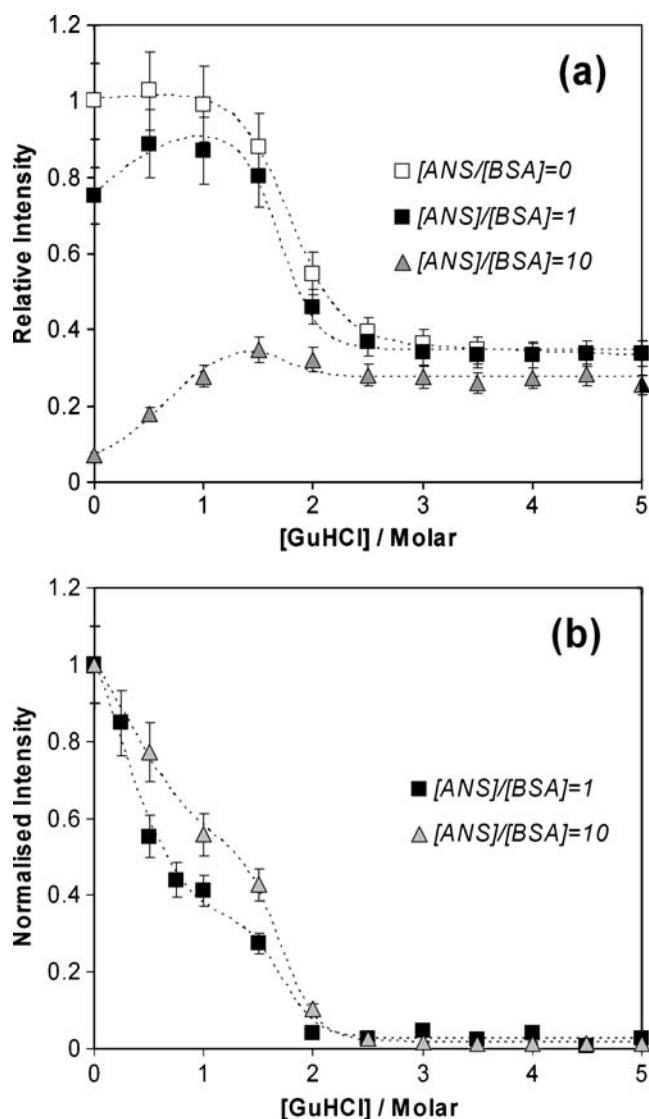 1.2
1
0.8
0.6
0.4
0.2
0
Relative Intensity
(a)
[ANS/[BSA]=0
[ANS]/[BSA]=1
[ANS]/[BSA]=10
0 1 2 3 4 5
[GuHCl] / Molar
1.2
1
0.8
0.6
0.4
0.2
0
Normalised Intensity
(b)
[ANS]/[BSA]=1
[ANS]/[BSA]=10
0 1 2 3 4 5
[GuHCl] / Molar